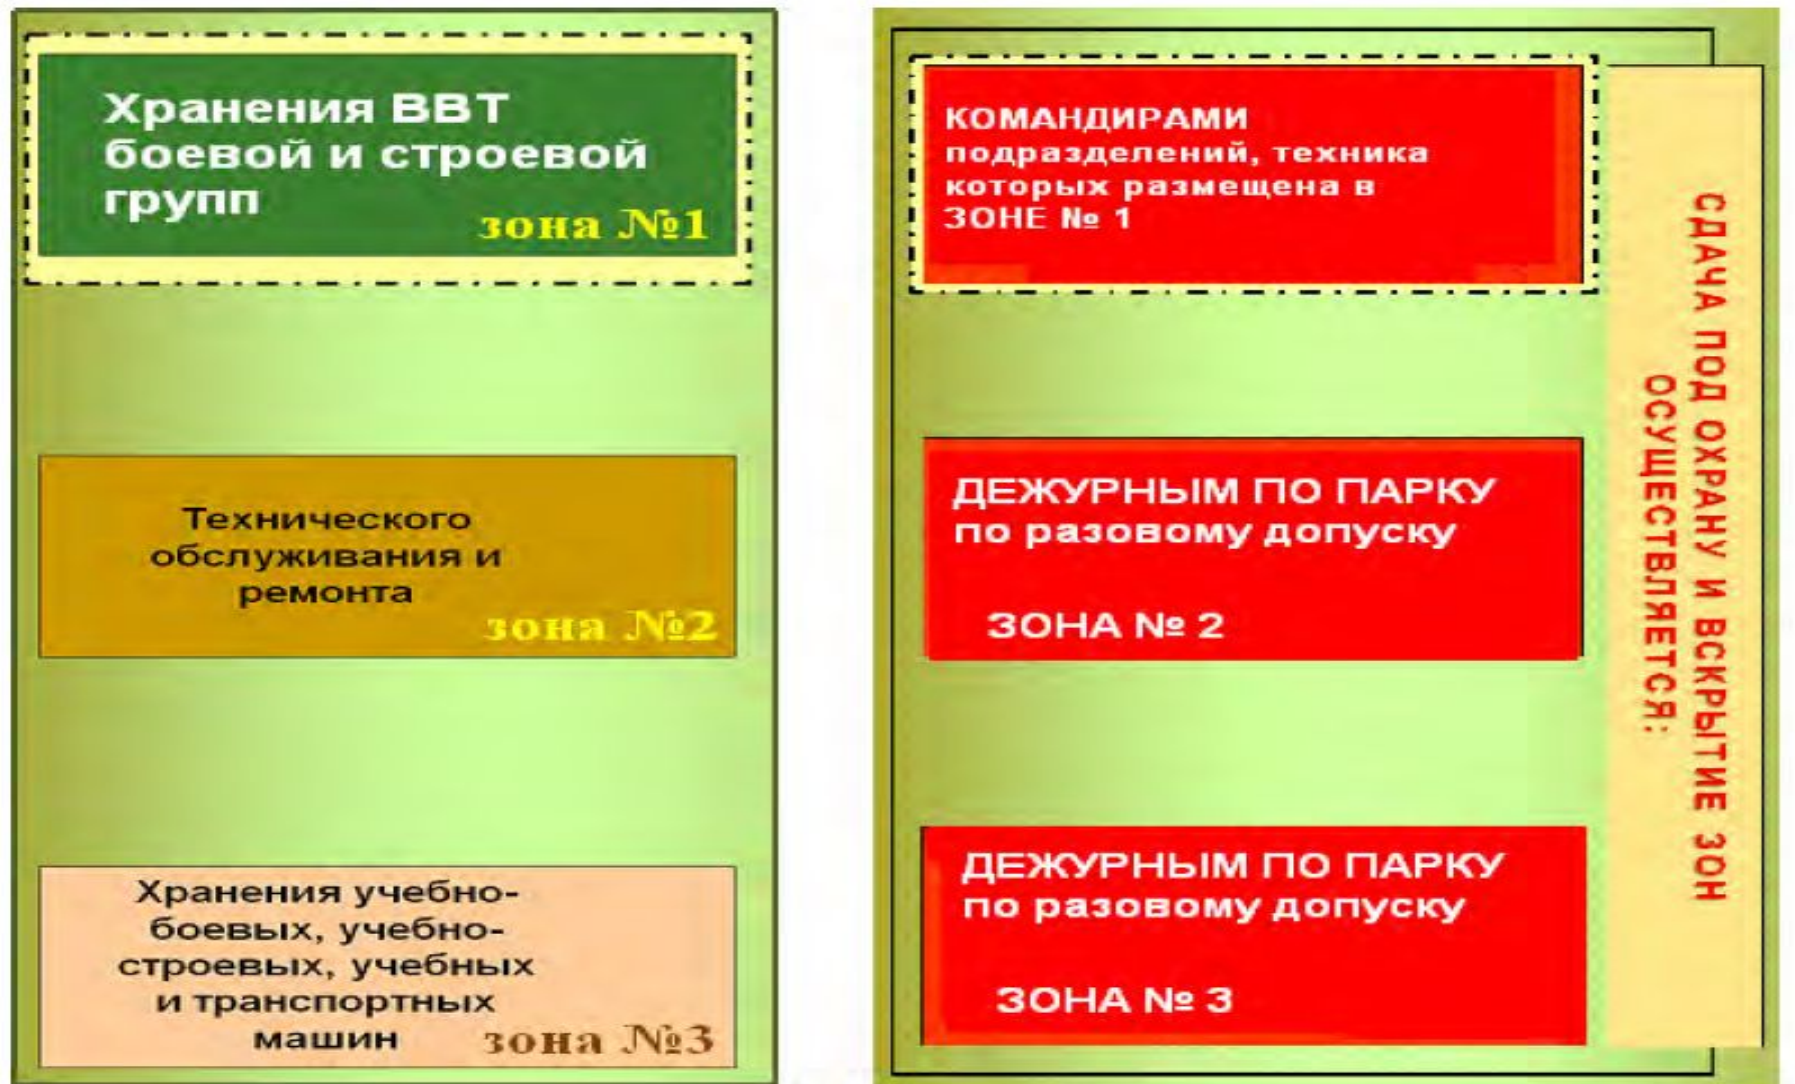 Хранения ВВТ
боевой и строевой
групп
зона №1
Технического
обслуживания и
ремонта
зона №2
Хранения учебно-
боевых, учебно-
строевых, учебных
и транспортных
машин
зона №3
КОМАНДИРАМИ
подразделений, техника
которых размещена в
ЗОНЕ № 1
ДЕЖУРНЫМ ПО ПАРКУ
по разовому допуску
ЗОНА № 2
ДЕЖУРНЫМ ПО ПАРКУ
по разовому допуску
ЗОНА № 3
СДАЧА ПОД ОХРАНУ И ВСКРЫТИЕ ЗОН
ОСУЩЕСТВЛЯЕТСЯ: